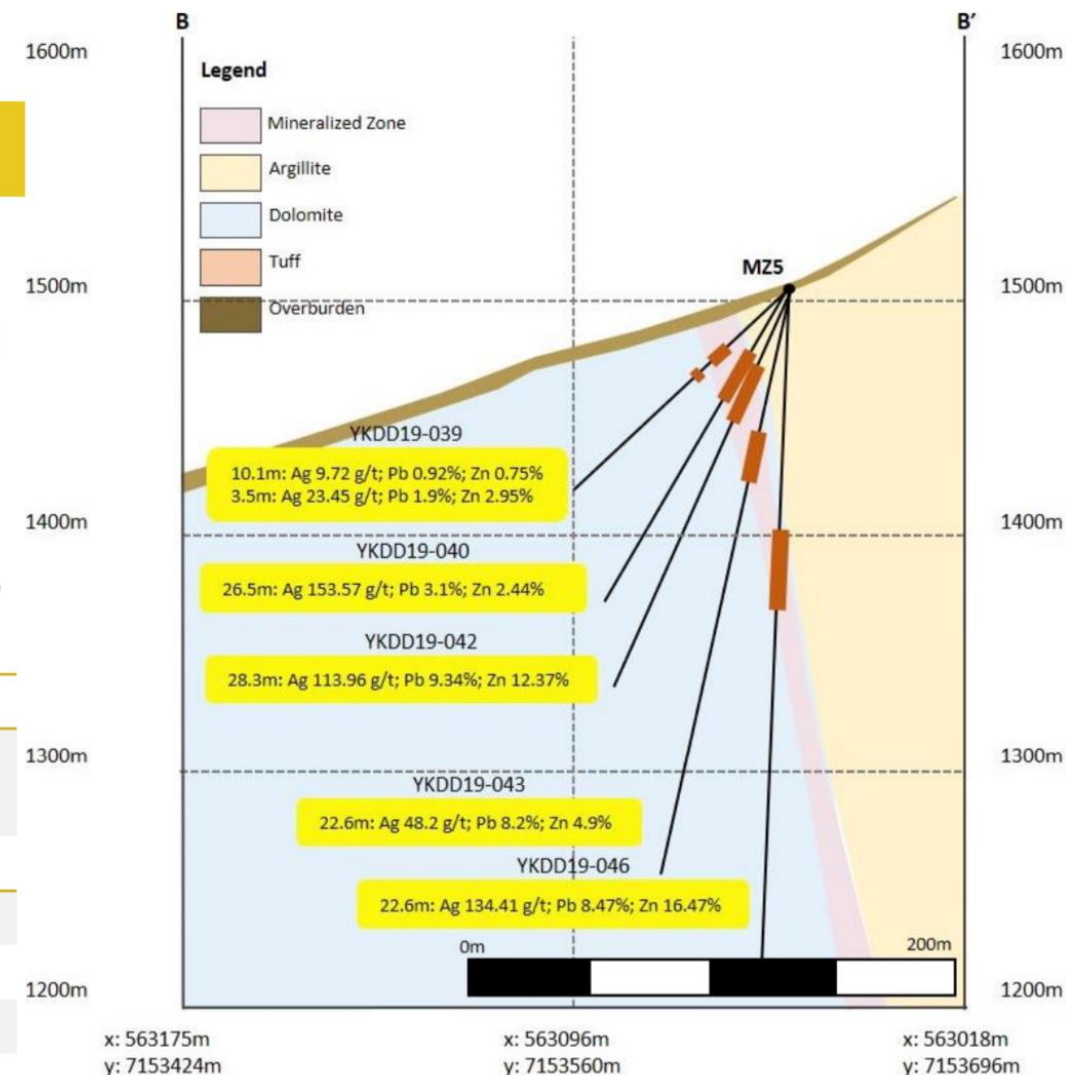 B B′
1600m 1600m
Legend
Mineralized Zone
Argillite
Dolomite
Tuff
Overburden
MZ5
1500m 1500m
YKDD19-039
10.1m: Ag 9.72 g/t; Pb 0.92%; Zn 0.75%
3.5m: Ag 23.45 g/t; Pb 1.9%; Zn 2.95%
1400m 1400m
YKDD19-040
26.5m: Ag 153.57 g/t; Pb 3.1%; Zn 2.44%
YKDD19-042
28.3m: Ag 113.96 g/t; Pb 9.34%; Zn 12.37%
1300m 1300m
YKDD19-043
22.6m: Ag 48.2 g/t; Pb 8.2%; Zn 4.9%
YKDD19-046
22.6m: Ag 134.41 g/t; Pb 8.47%; Zn 16.47%
0m 200m
1200m 1200m
x: 563175m x: 563096m x: 563018m
y: 7153424m y: 7153560m y: 7153696m